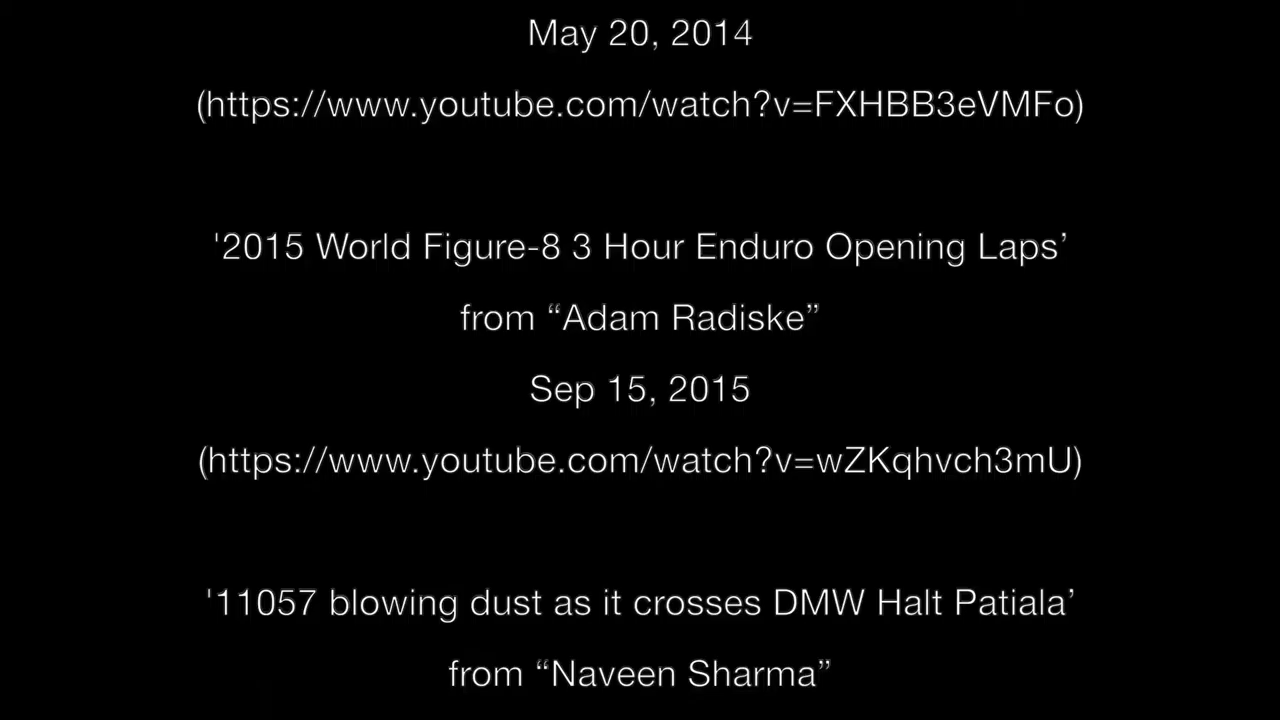 May 20, 2014
(https://www.youtube.com/watch?v=FXHBB3eVMFo)
'2015 World Figure-8 3 Hour Enduro Opening Laps’
from “Adam Radiske”
Sep 15, 2015
(https://www.youtube.com/watch?v=wZKqhvch3mU)
'11057 blowing dust as it crosses DMW Halt Patiala’
from “Naveen Sharma”